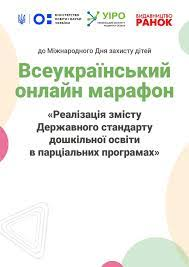 МІНІСТЕРСТВО
ОСВІТИ І НАУКИ
УКРАЇНИ
УІРО
ВИДАВНИЦТВО
РАНОК
до Міжнародного Дня захисту дітей
Всеукраїнський
онлайн марафон
«Реалізація змісту
Державного стандарту
дошкільної освіти
в парціальних програмах»